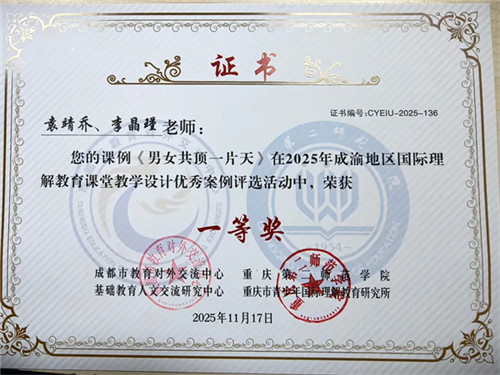 证书
证书编号:CYEIU-2025-136
袁靖乔、李晶瑾老师：
您的课例《男女共顶一片天》在2025年成渝地区国际理
解教育课堂教学设计优秀案例评选活动中，荣获
一等奖
成都市教育对外交流中心 重庆第二师范学院
基础教育人文交流研究中心 重庆市青少年国际理解教育研究所
2025年11月17日